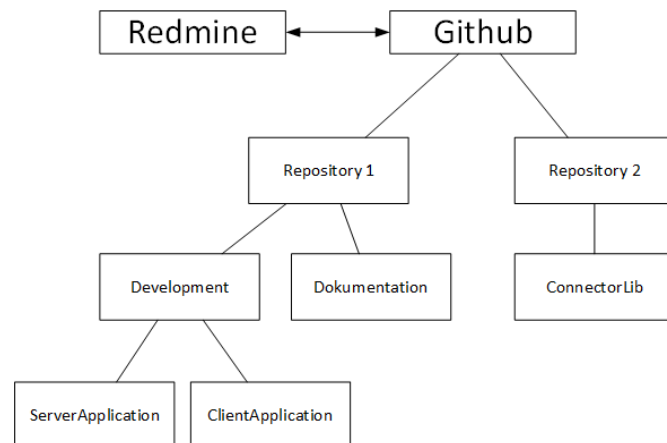 Redmine
Github
Repository 1
Repository 2
Development
Dokumentation
ConnectorLib
ServerApplication
ClientApplication